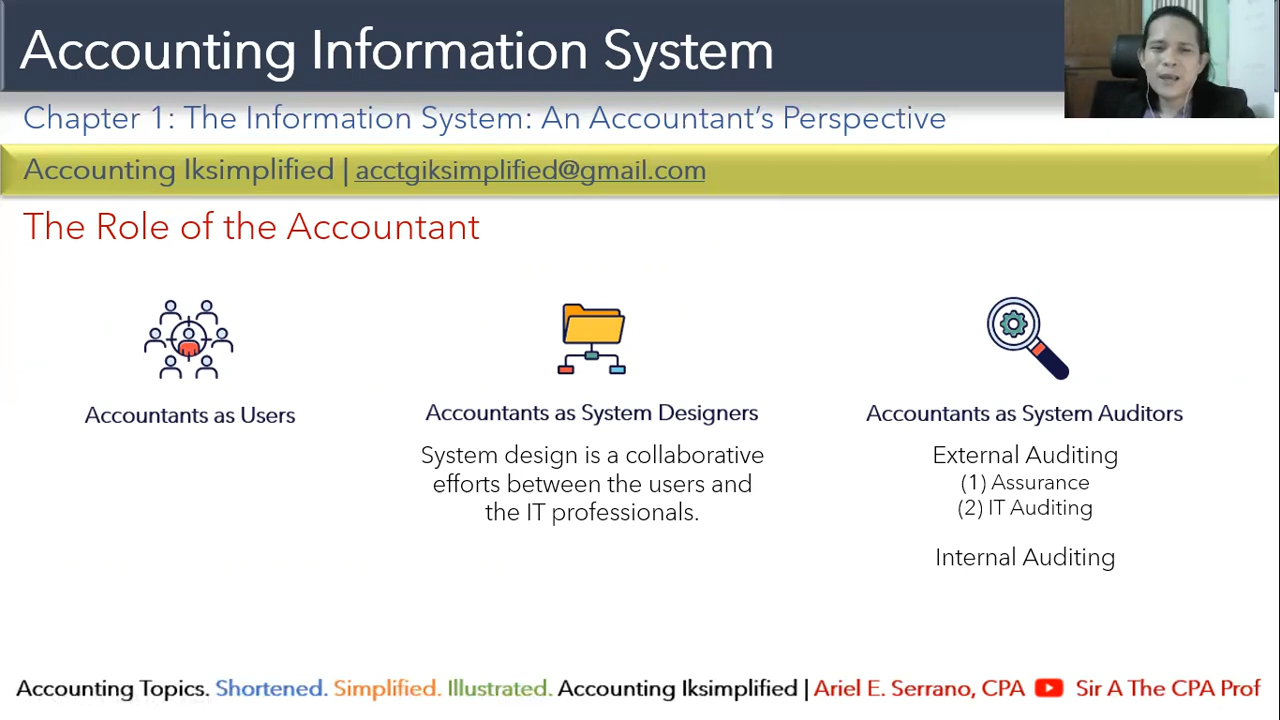 Accounting Information System
Chapter 1: The Information System: An Accountant’s Perspective
Accounting Iksimplified | acctgiksimplified@gmail.com
The Role of the Accountant
Accountants as Users
Accountants as System Designers
System design is a collaborative
efforts between the users and
the IT professionals.
Accountants as System Auditors
External Auditing
(1) Assurance
(2) IT Auditing
Internal Auditing
Accounting Topics. Shortened. Simplified. Illustrated. Accounting Iksimplified | Ariel E. Serrano, CPA Sir A The CPA Prof